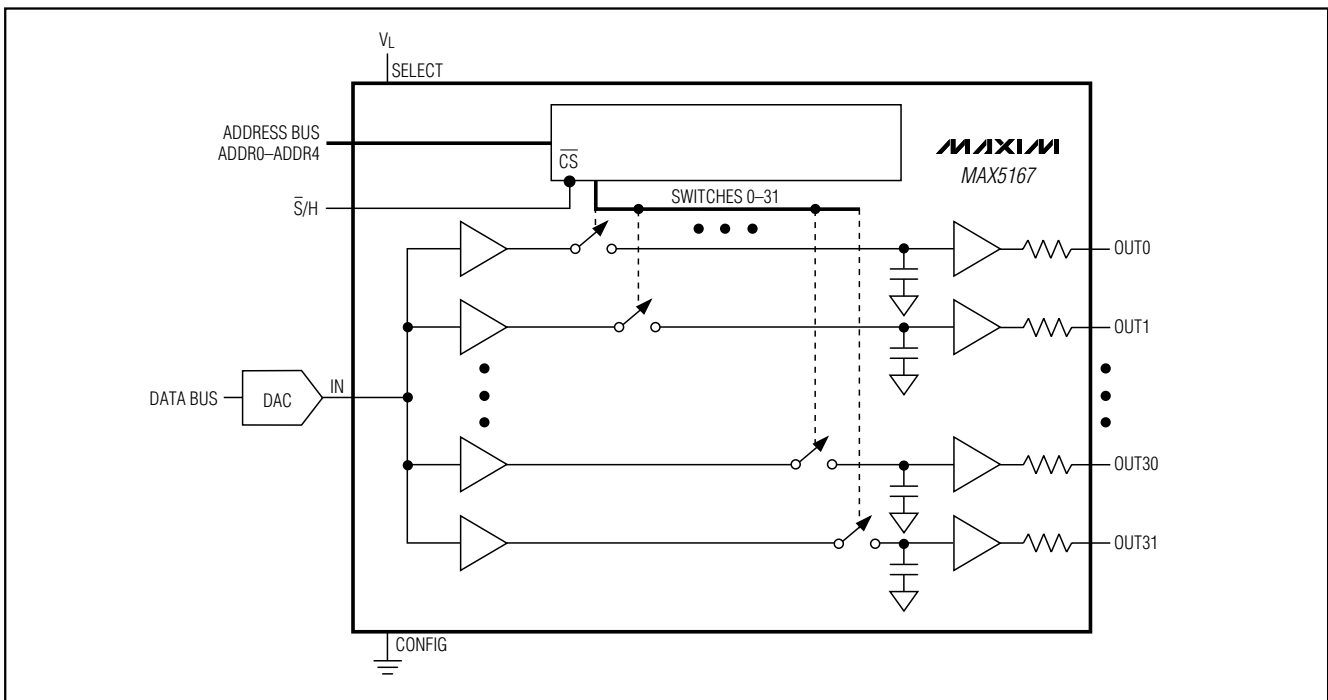 VL
SELECT
ADDRESS BUS
ADDR0–ADDR4
CS
MAXIM
MAX5167
S/H
SWITCHES 0–31
OUT0
OUT1
IN
DATA BUS
DAC
OUT30
OUT31
CONFIG